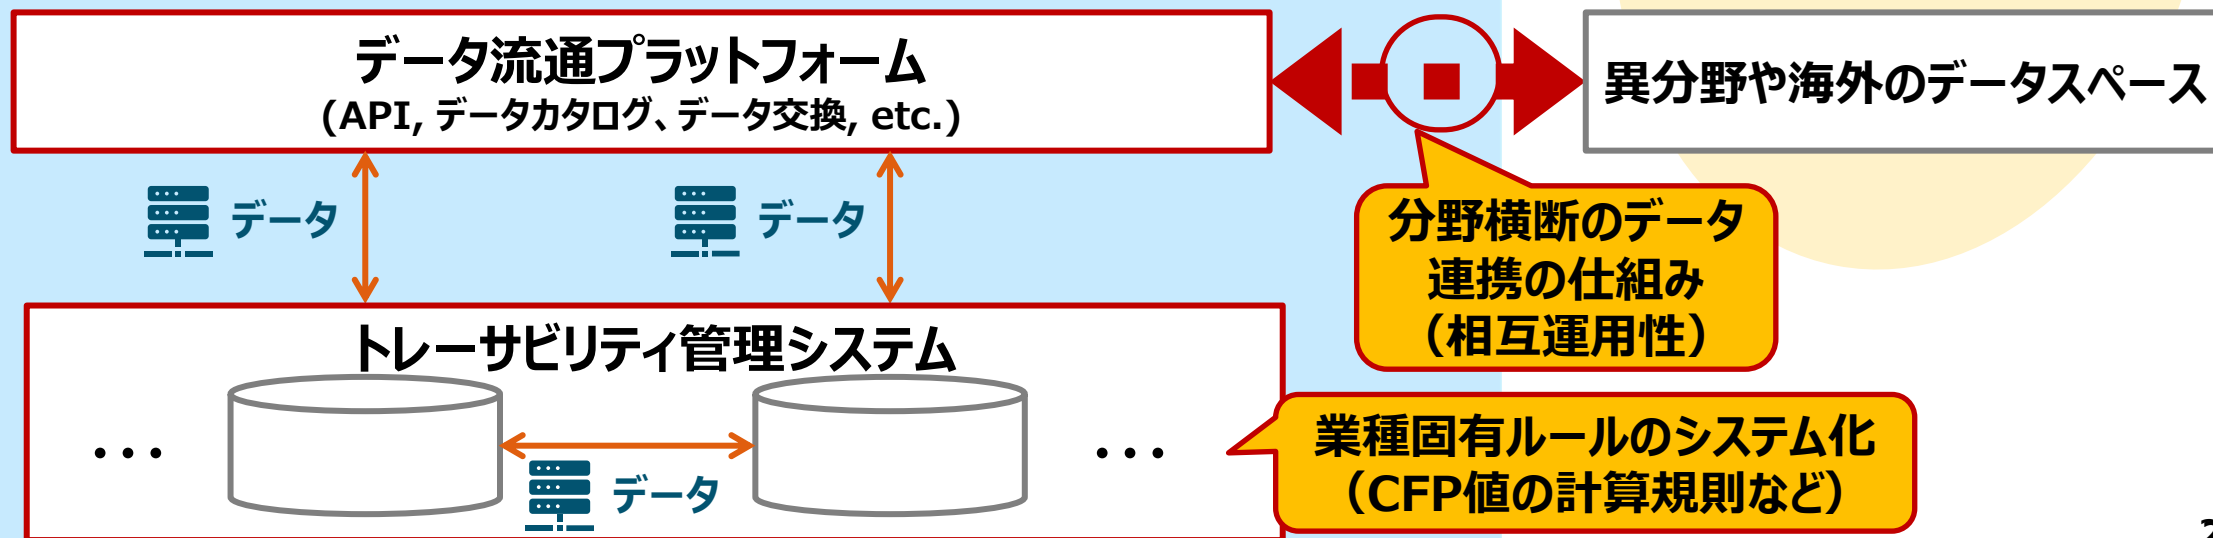 データ流通プラットフォーム
(API, データカタログ、データ交換, etc.)
異分野や海外のデータスペース
データ
データ
分野横断のデータ
連携の仕組み
（相互運用性）
トレーサビリティ管理システム
...
...
データ
業種固有ルールのシステム化
（CFP値の計算規則など）